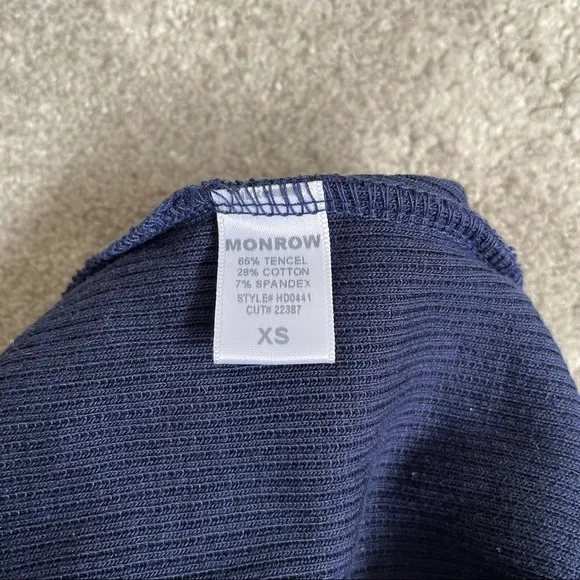 MONROW
65% TENCEL
28% COTTON
7% SPANDEX
STYLE# HD0441
CUT# 22387
XS